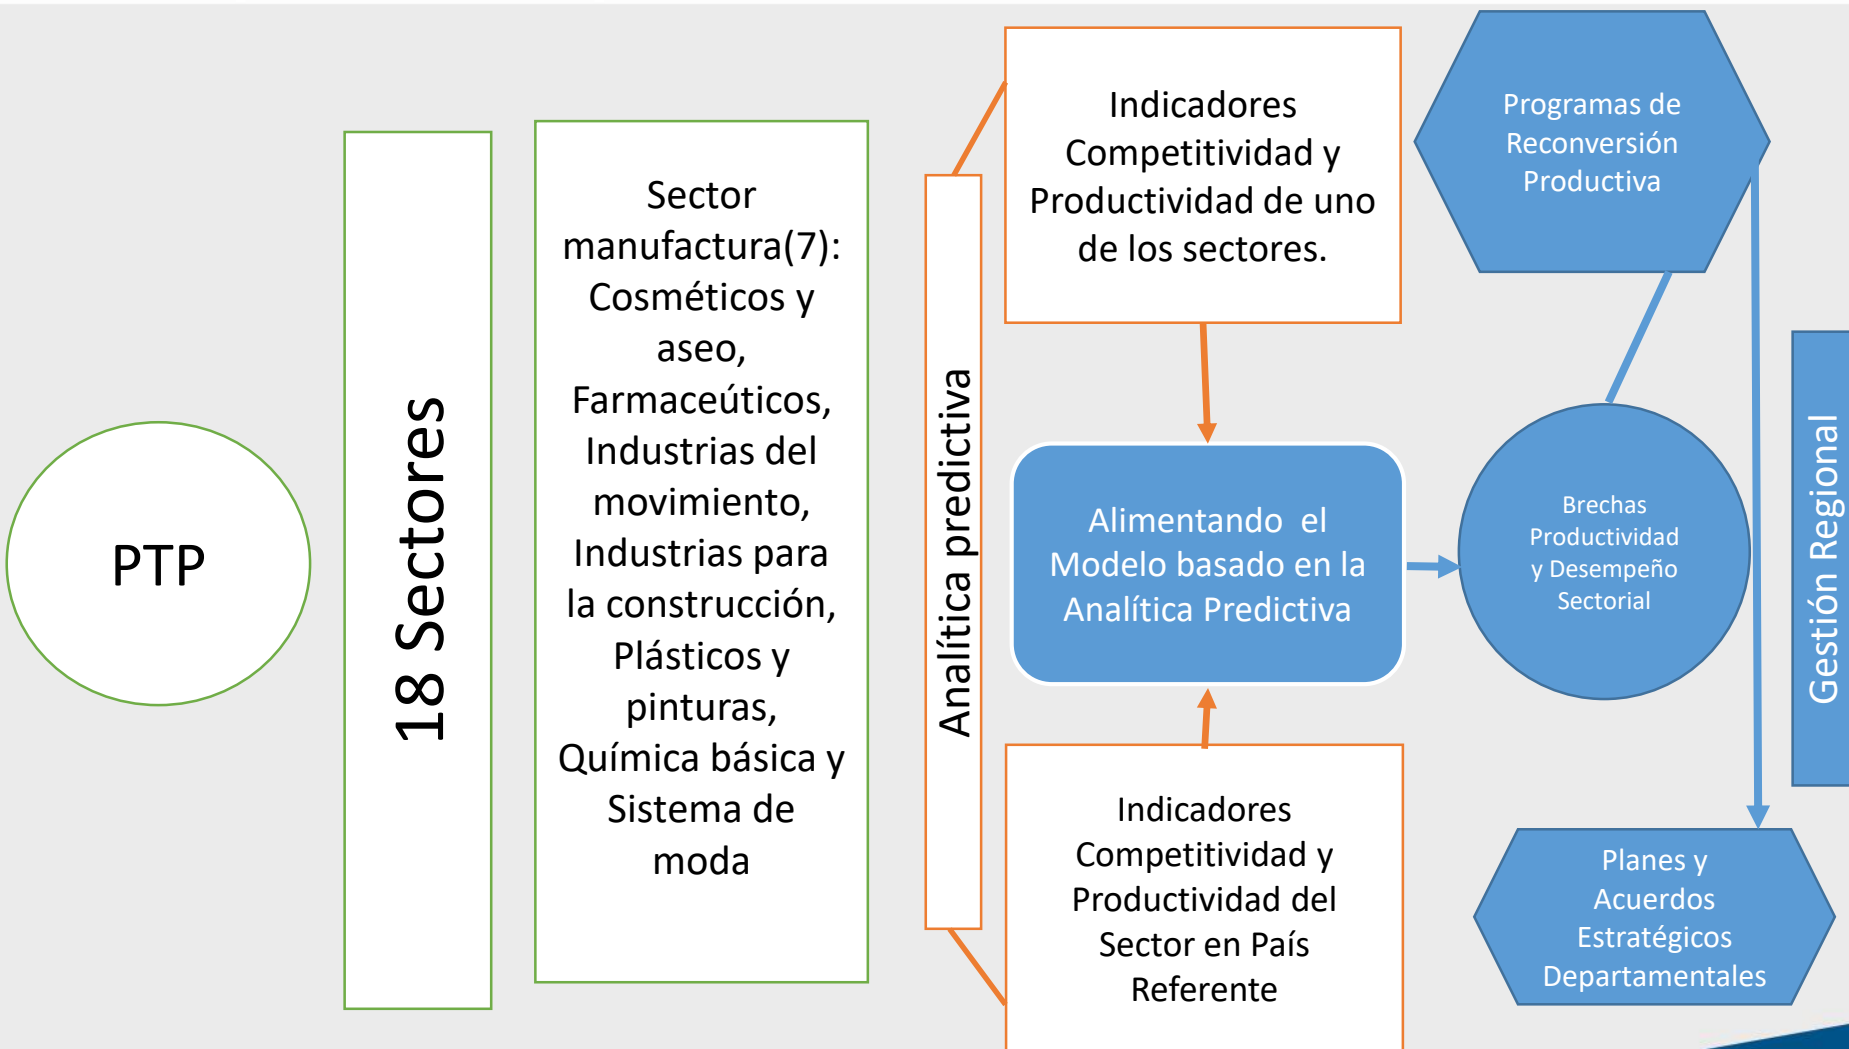 PTP
18 Sectores
Sector
manufactura(7):
Cosméticos y
aseo,
Farmaceúticos,
Industrias del
movimiento,
Industrias para
la construcción,
Plásticos y
pinturas,
Química básica y
Sistema de
moda
Analítica predictiva
Indicadores
Competitividad y
Productividad de uno
de los sectores.
Alimentando el
Modelo basado en la
Analítica Predictiva
Indicadores
Competitividad y
Productividad del
Sector en País
Referente
Programas de
Reconversión
Productiva
Brechas
Productividad
y Desempeño
Sectorial
Planes y
Acuerdos
Estratégicos
Departamentales
Gestión Regional